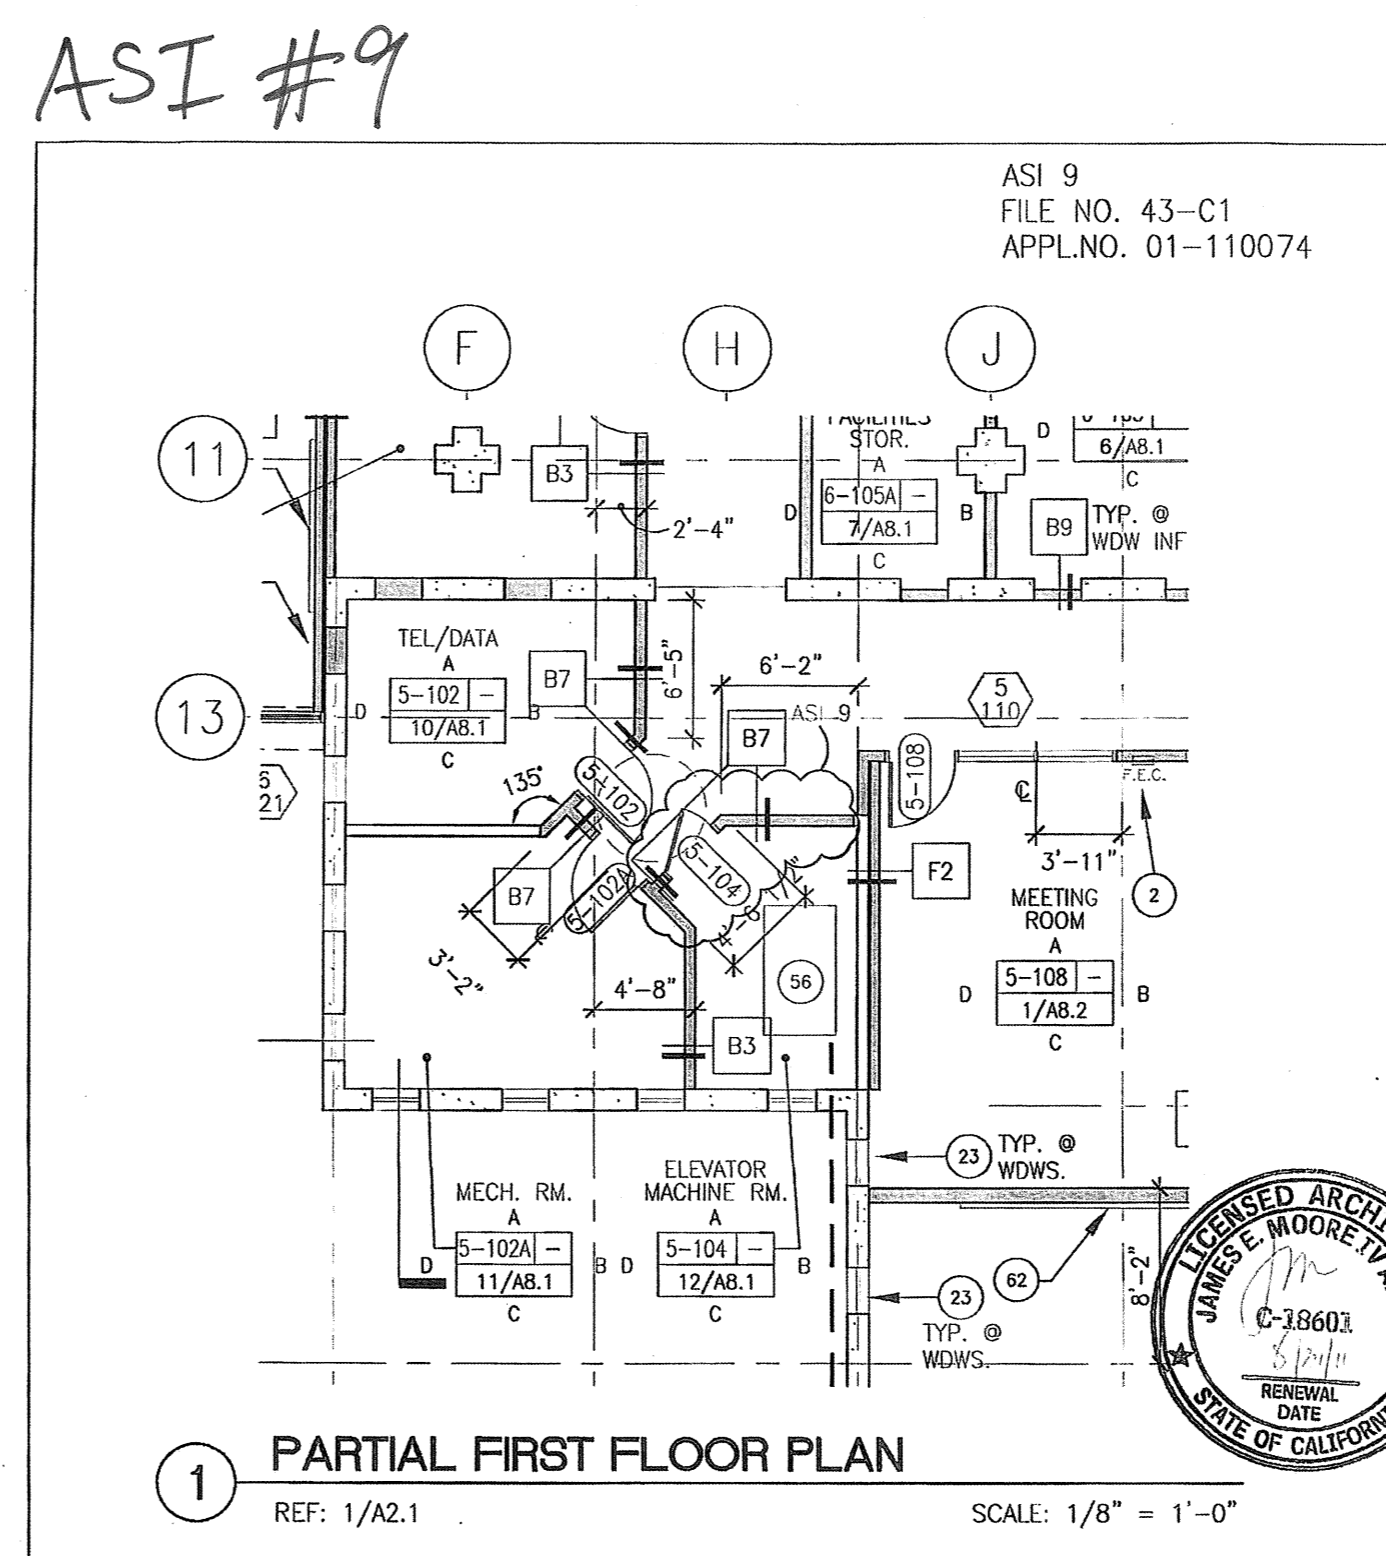 ASI #9
ASI 9
FILE NO. 43-C1
APPL.NO. 01-110074
F
H
J
11
B3
2'-4"
FACILITIES
STOR.
A
6-105A -
7/A8.1
D
B
C
D
6/A8.1
C
B9
TYP. @
WDW INF
13
TEL/DATA
A
5-102 -
10/A8.1
D
B
C
B7
6'-5"
6'-2"
ASI 9
B7
5
110
5-108
F.E.C.
℄
3'-11"
2
21
135°
5-102
5-104
5-102A
B7
3'-2"
4'-8"
56
B3
F2
MEETING
ROOM
A
5-108 -
1/A8.2
D
B
C
23
TYP. @
WDWS.
MECH. RM.
A
5-102A -
11/A8.1
D
B
C
ELEVATOR
MACHINE RM.
A
5-104 -
12/A8.1
D
B
C
62
8'-2"
23
TYP. @
WDWS.
LICENSED ARCHI
JAMES E. MOORE IV
C-18601
RENEWAL
DATE
STATE OF CALIFORN
1
PARTIAL FIRST FLOOR PLAN
REF: 1/A2.1
SCALE: 1/8" = 1'-0"